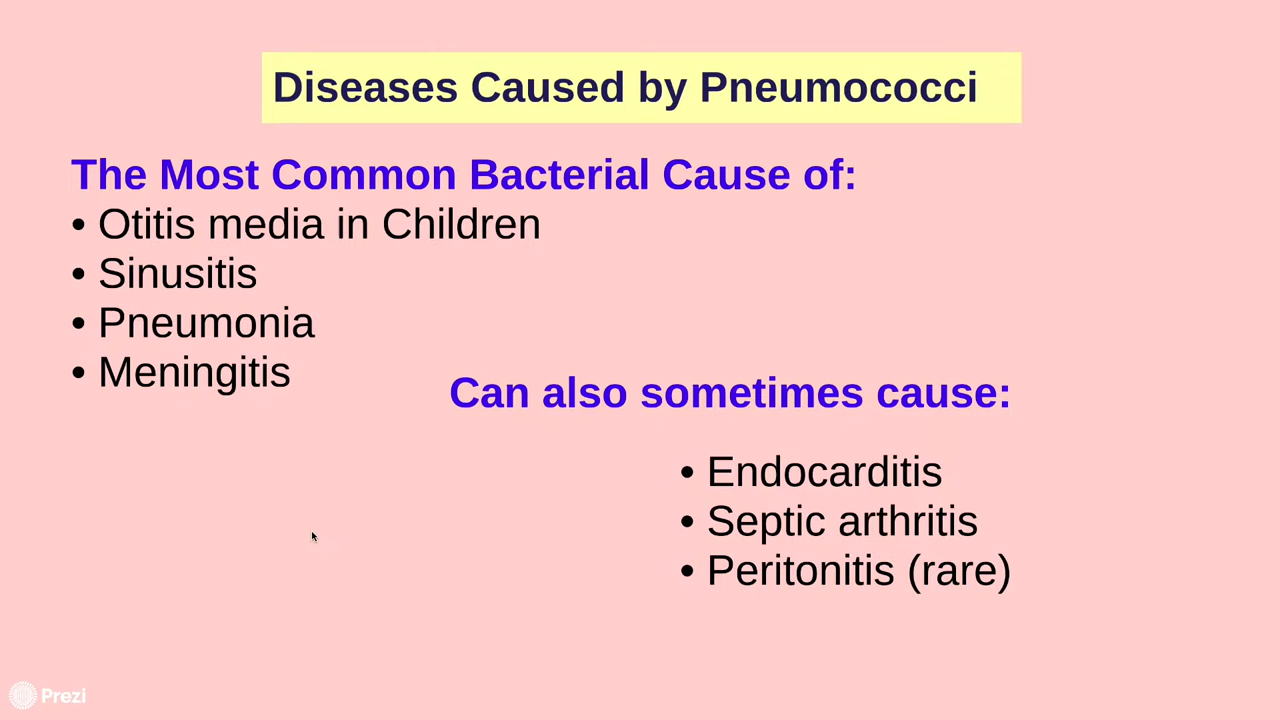 Diseases Caused by Pneumococci
The Most Common Bacterial Cause of:
• Otitis media in Children
• Sinusitis
• Pneumonia
• Meningitis
Can also sometimes cause:
• Endocarditis
• Septic arthritis
• Peritonitis (rare)
Prezi